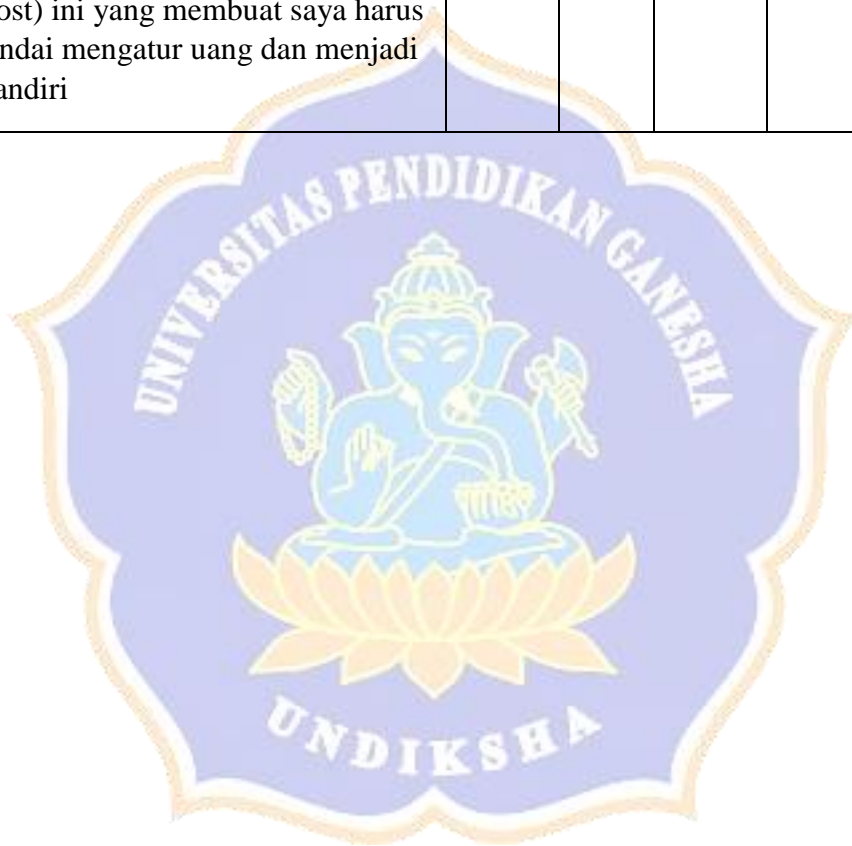 ost) ini yang membuat saya harus
ndai mengatur uang dan menjadi
andiri
UNIVERSITAS PENDIDIKAN GANESHA
UNDIKSHA